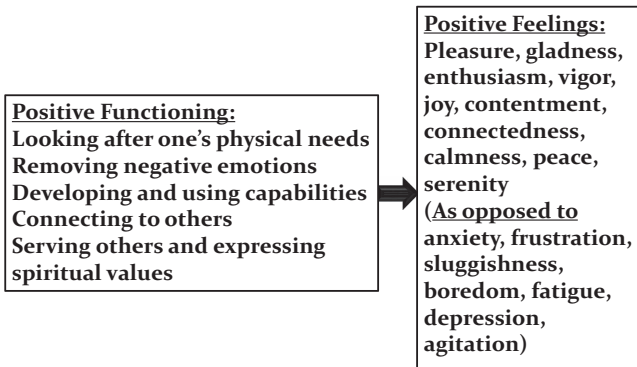 Positive Functioning:
Looking after one's physical needs
Removing negative emotions
Developing and using capabilities
Connecting to others
Serving others and expressing
spiritual values
Positive Feelings:
Pleasure, gladness,
enthusiasm, vigor,
joy, contentment,
connectedness,
calmness, peace,
serenity
(As opposed to
anxiety, frustration,
sluggishness,
boredom, fatigue,
depression,
agitation)